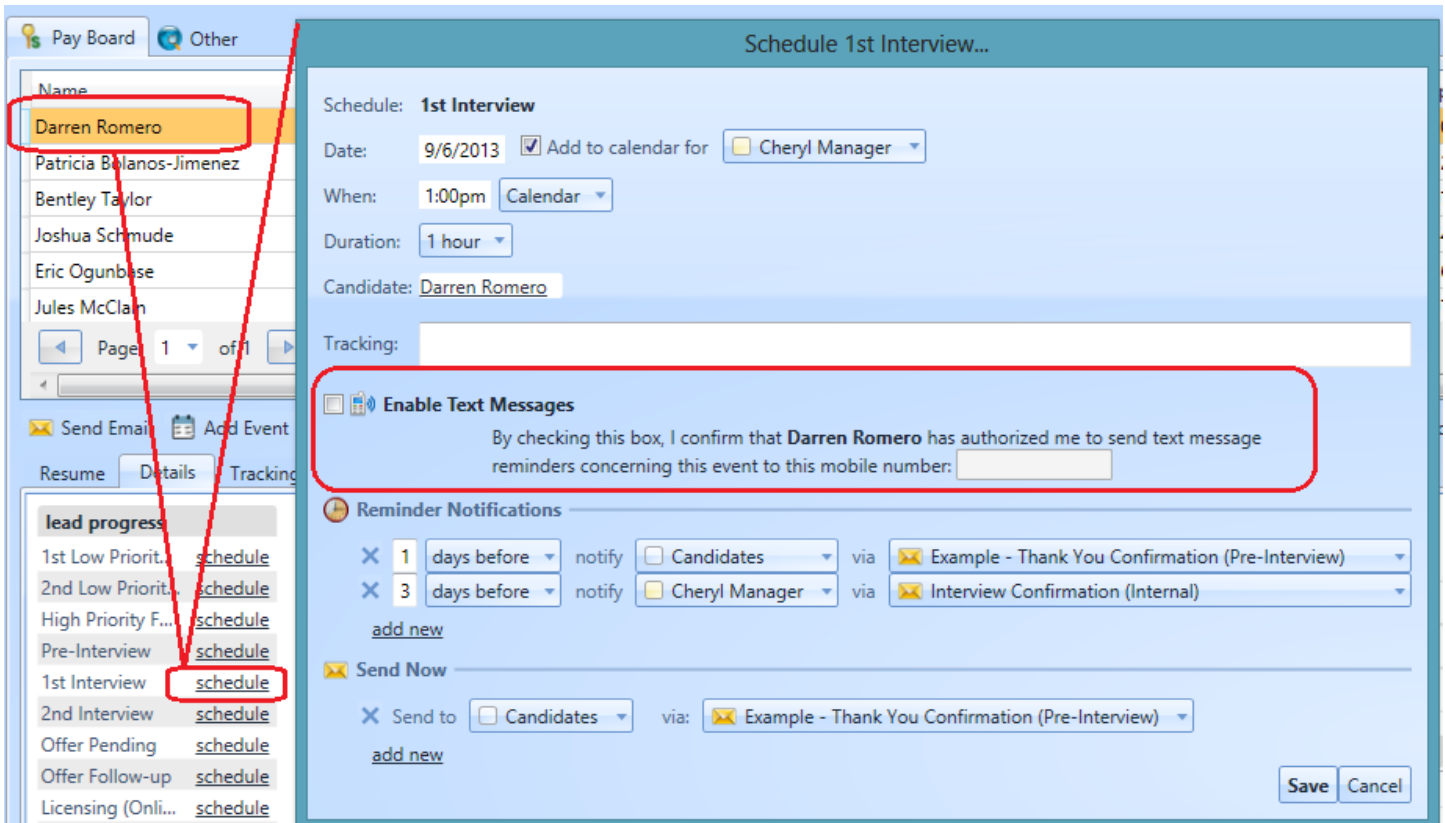 Pay Board Other
Name
Darren Romero
Patricia Bolanos-Jimenez
Bentley Taylor
Joshua Schmude
Eric Ogunbase
Jules McClain
Page 1 of 1
Send Email Add Event
Resume Details Tracking
lead progress
1st Low Priorit... schedule
2nd Low Priorit... schedule
High Priority F... schedule
Pre-Interview schedule
1st Interview schedule
2nd Interview schedule
Offer Pending schedule
Offer Follow-up schedule
Licensing (Onli... schedule
Schedule 1st Interview...
Schedule: 1st Interview
Date: 9/6/2013 Add to calendar for Cheryl Manager
When: 1:00pm Calendar
Duration: 1 hour
Candidate: Darren Romero
Tracking:
Enable Text Messages
By checking this box, I confirm that Darren Romero has authorized me to send text message
reminders concerning this event to this mobile number:
Reminder Notifications
1 days before notify Candidates via Example - Thank You Confirmation (Pre-Interview)
3 days before notify Cheryl Manager via Interview Confirmation (Internal)
add new
Send Now
Send to Candidates via: Example - Thank You Confirmation (Pre-Interview)
add new
Save Cancel